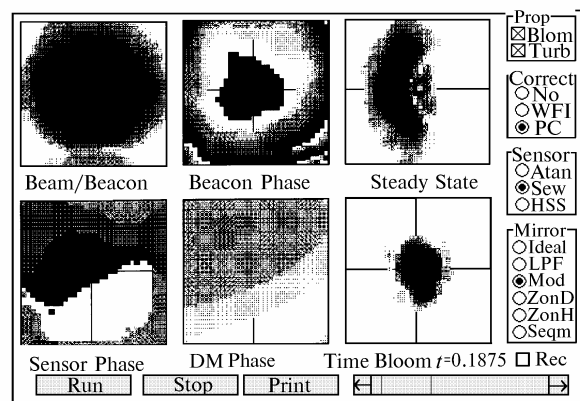 Prop
Blom
Turb
Correct
No
WFI
PC
Beam/Beacon
Beacon Phase
Steady State
Sensor
Atan
Sew
HSS
Mirror
Ideal
LPF
Mod
ZonD
ZonH
Seqm
Sensor Phase
DM Phase
Time Bloom t=0.1875
Rec
Run
Stop
Print